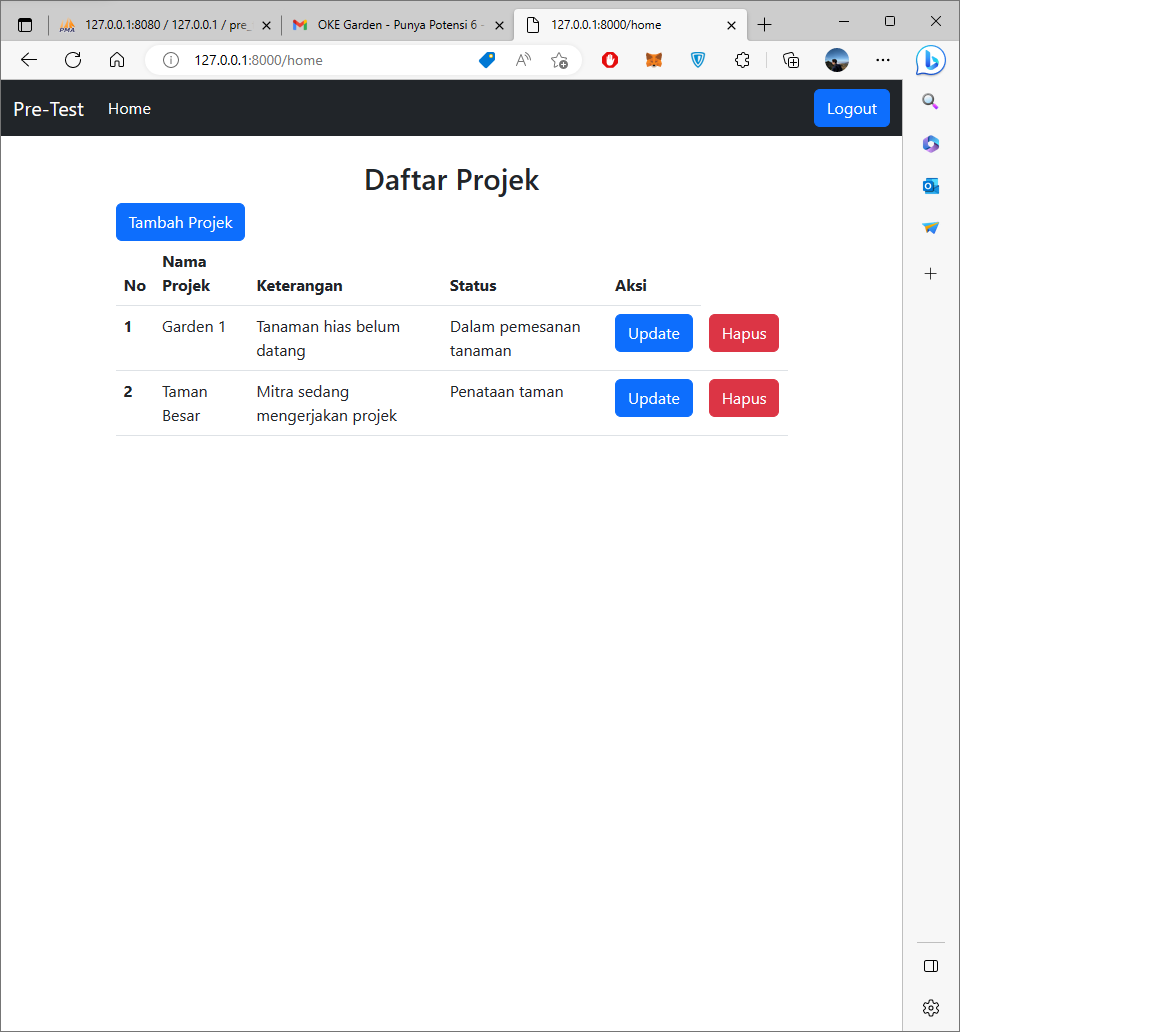 127.0.0.1:8080 / 127.0.0.1 / pre_
OKE Garden - Punya Potensi 6 -
127.0.0.1:8000/home
127.0.0.1:8000/home
Pre-Test Home Logout
Daftar Projek
Tambah Projek
No Nama Projek Keterangan Status Aksi
1 Garden 1 Tanaman hias belum datang Dalam pemesanan tanaman Update Hapus
2 Taman Besar Mitra sedang mengerjakan projek Penataan taman Update Hapus